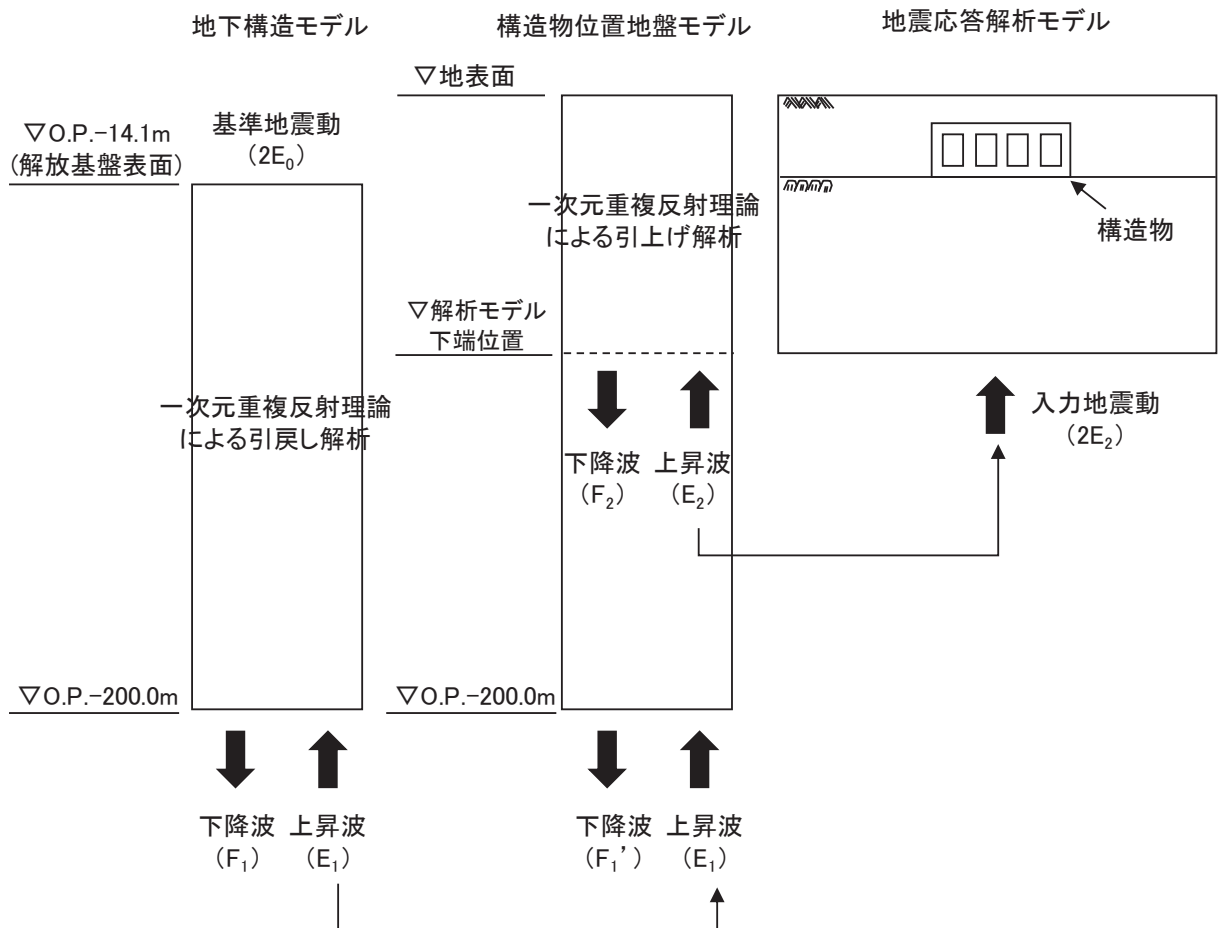 地下構造モデル
▽O.P.-14.1m
(解放基盤表面)
基準地震動
(2E₀)
一次元重複反射理論
による引戻し解析
▽O.P.-200.0m
下降波
(F₁)
上昇波
(E₁)
構造物位置地盤モデル
▽地表面
一次元重複反射理論
による引上げ解析
▽解析モデル
下端位置
下降波
(F₂)
上昇波
(E₂)
▽O.P.-200.0m
下降波
(F₁’)
上昇波
(E₁)
地震応答解析モデル
構造物
入力地震動
(2E₂)